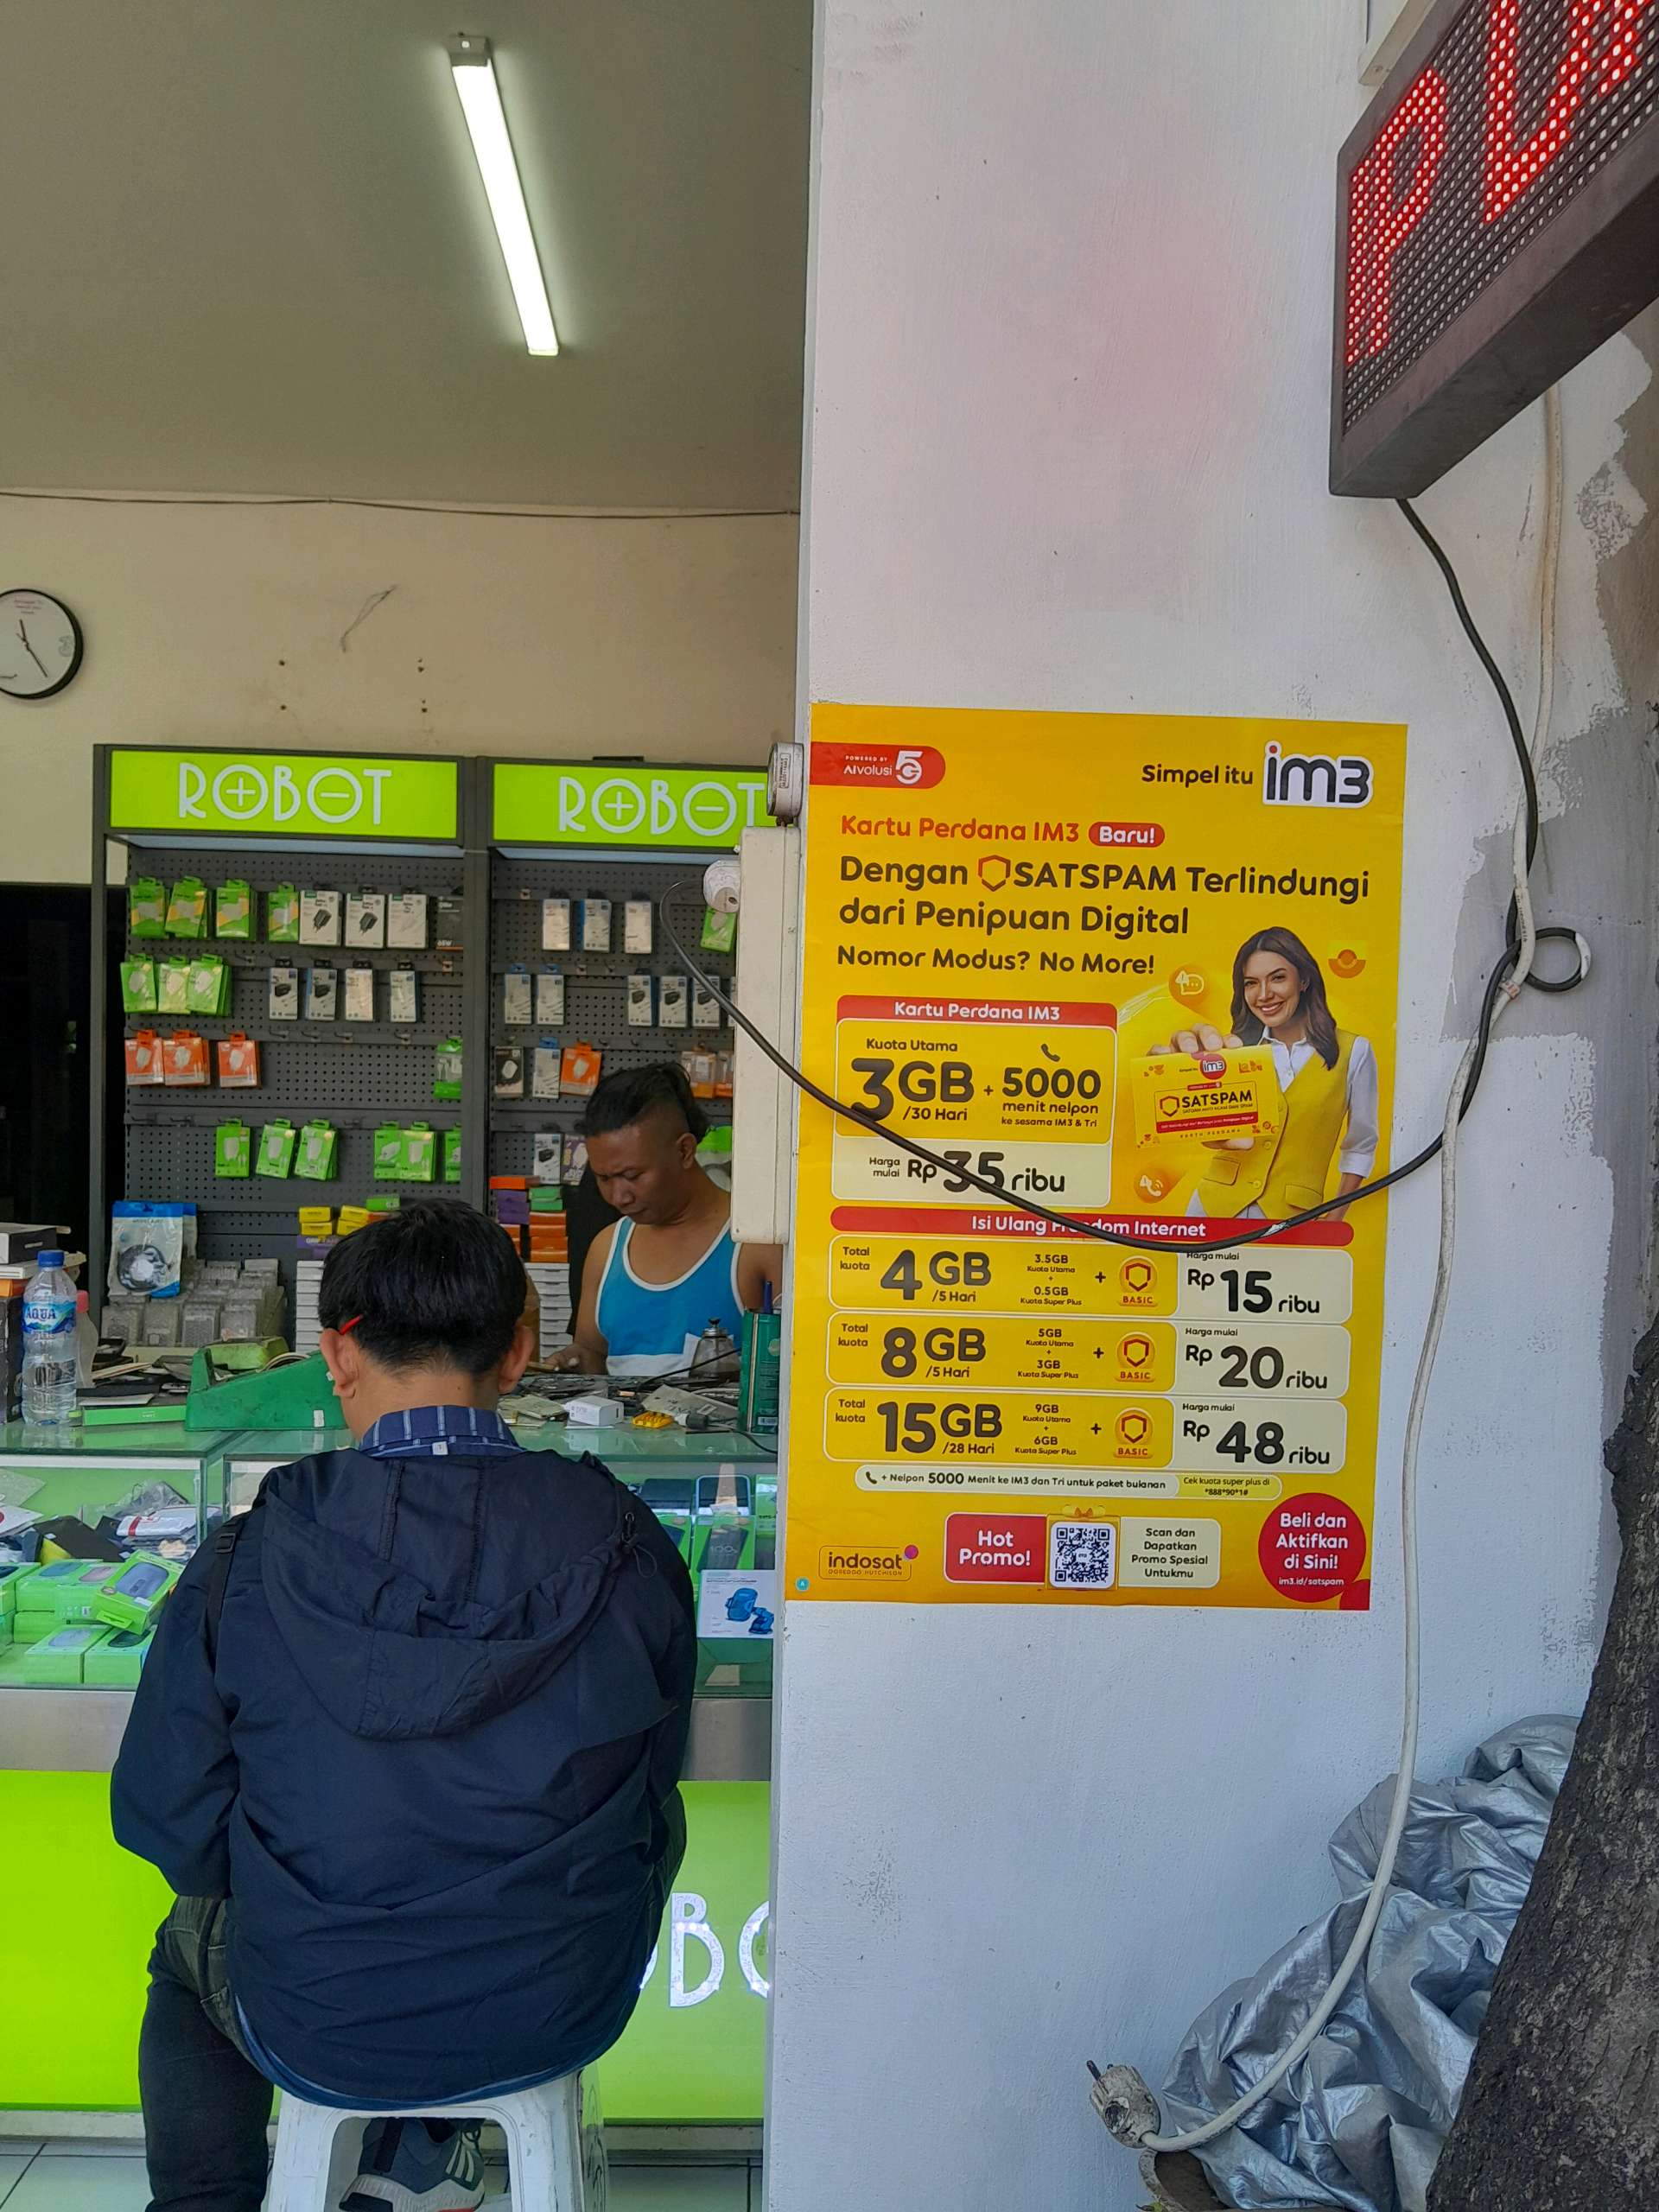 PU
ROBOT
ROBOT
AQUA
POWERED BY
AIvolusi 5G
Simpel itu im3
Kartu Perdana IM3 Baru!
Dengan SATSPAM Terlindungi
dari Penipuan Digital
Nomor Modus? No More!
Kartu Perdana IM3
Kuota Utama
3GB
/30 Hari
+
5000
menit nelpon
ke sesama IM3 & Tri
Harga
mulai
Rp 35 ribu
im3
SATSPAM
KARTU PERDANA
Isi Ulang Freedom Internet
Total
kuota
4GB
/5 Hari
3.5GB
Kuota Utama
+
0.5GB
Kuota Super Plus
+
BASIC
Harga mulai
Rp 15 ribu
Total
kuota
8GB
/5 Hari
5GB
Kuota Utama
+
3GB
Kuota Super Plus
+
BASIC
Harga mulai
Rp 20 ribu
Total
kuota
15GB
/28 Hari
9GB
Kuota Utama
+
6GB
Kuota Super Plus
+
BASIC
Harga mulai
Rp 48 ribu
+ Nelpon 5000 Menit ke IM3 dan Tri untuk paket bulanan
Cek kuota super plus di
*888*90*1#
indosat
OOREDOO HUTCHISON
Hot
Promo!
Scan dan
Dapatkan
Promo Spesial
Untukmu
Beli dan
Aktifkan
di Sini!
im3.id/satspam